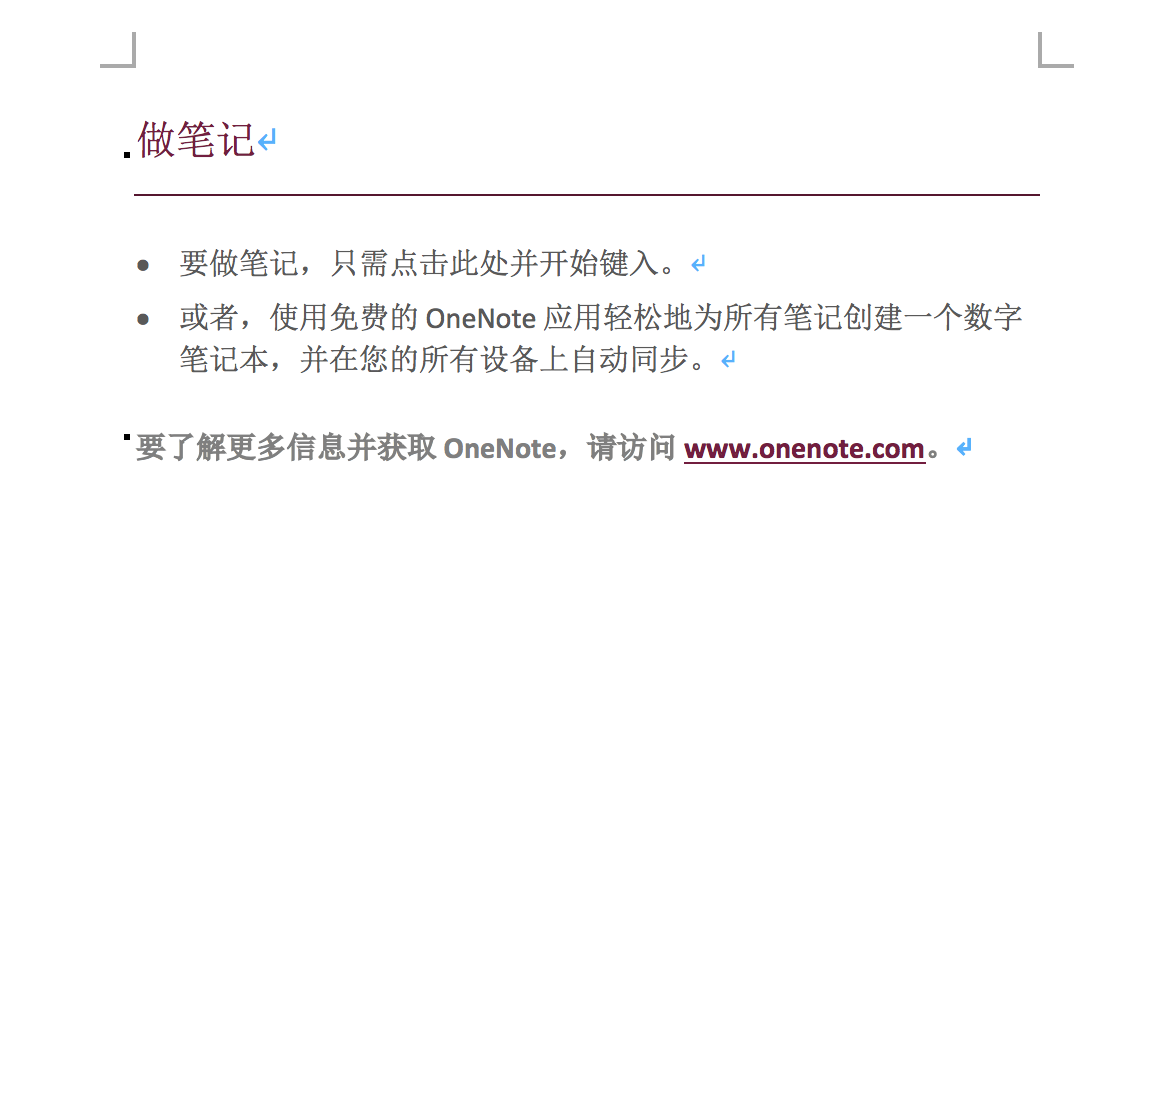 做笔记
要做笔记，只需点击此处并开始键入。
或者，使用免费的 OneNote 应用轻松地为所有笔记创建一个数字
笔记本，并在您的所有设备上自动同步。
要了解更多信息并获取 OneNote，请访问 www.onenote.com。